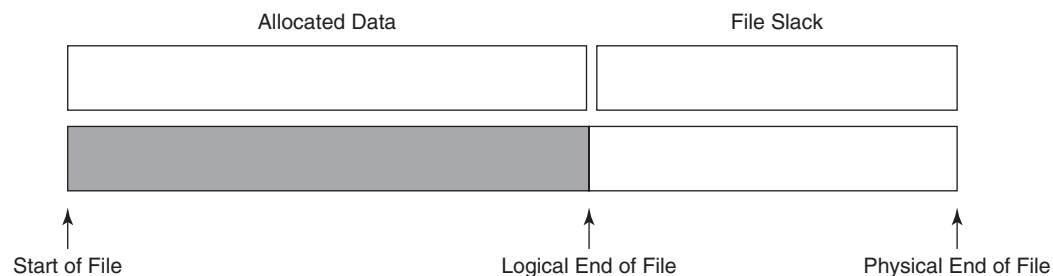 Allocated Data
File Slack
Start of File
Logical End of File
Physical End of File